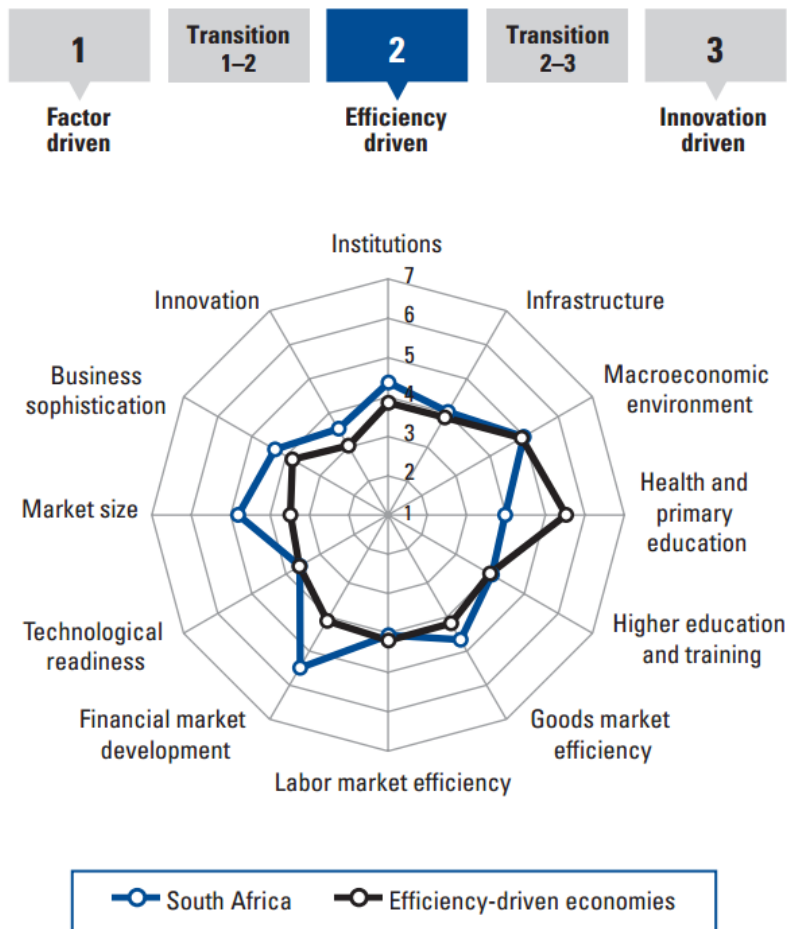 1
Transition
1–2
2
Transition
2–3
3
Factor
driven
Efficiency
driven
Innovation
driven
Institutions
7
Innovation
Infrastructure
6
5
Business
sophistication
Macroeconomic
environment
4
3
2
Market size
1
Health and
primary
education
Technological
readiness
Higher education
and training
Financial market
development
Goods market
efficiency
Labor market efficiency
South Africa
Efficiency-driven economies